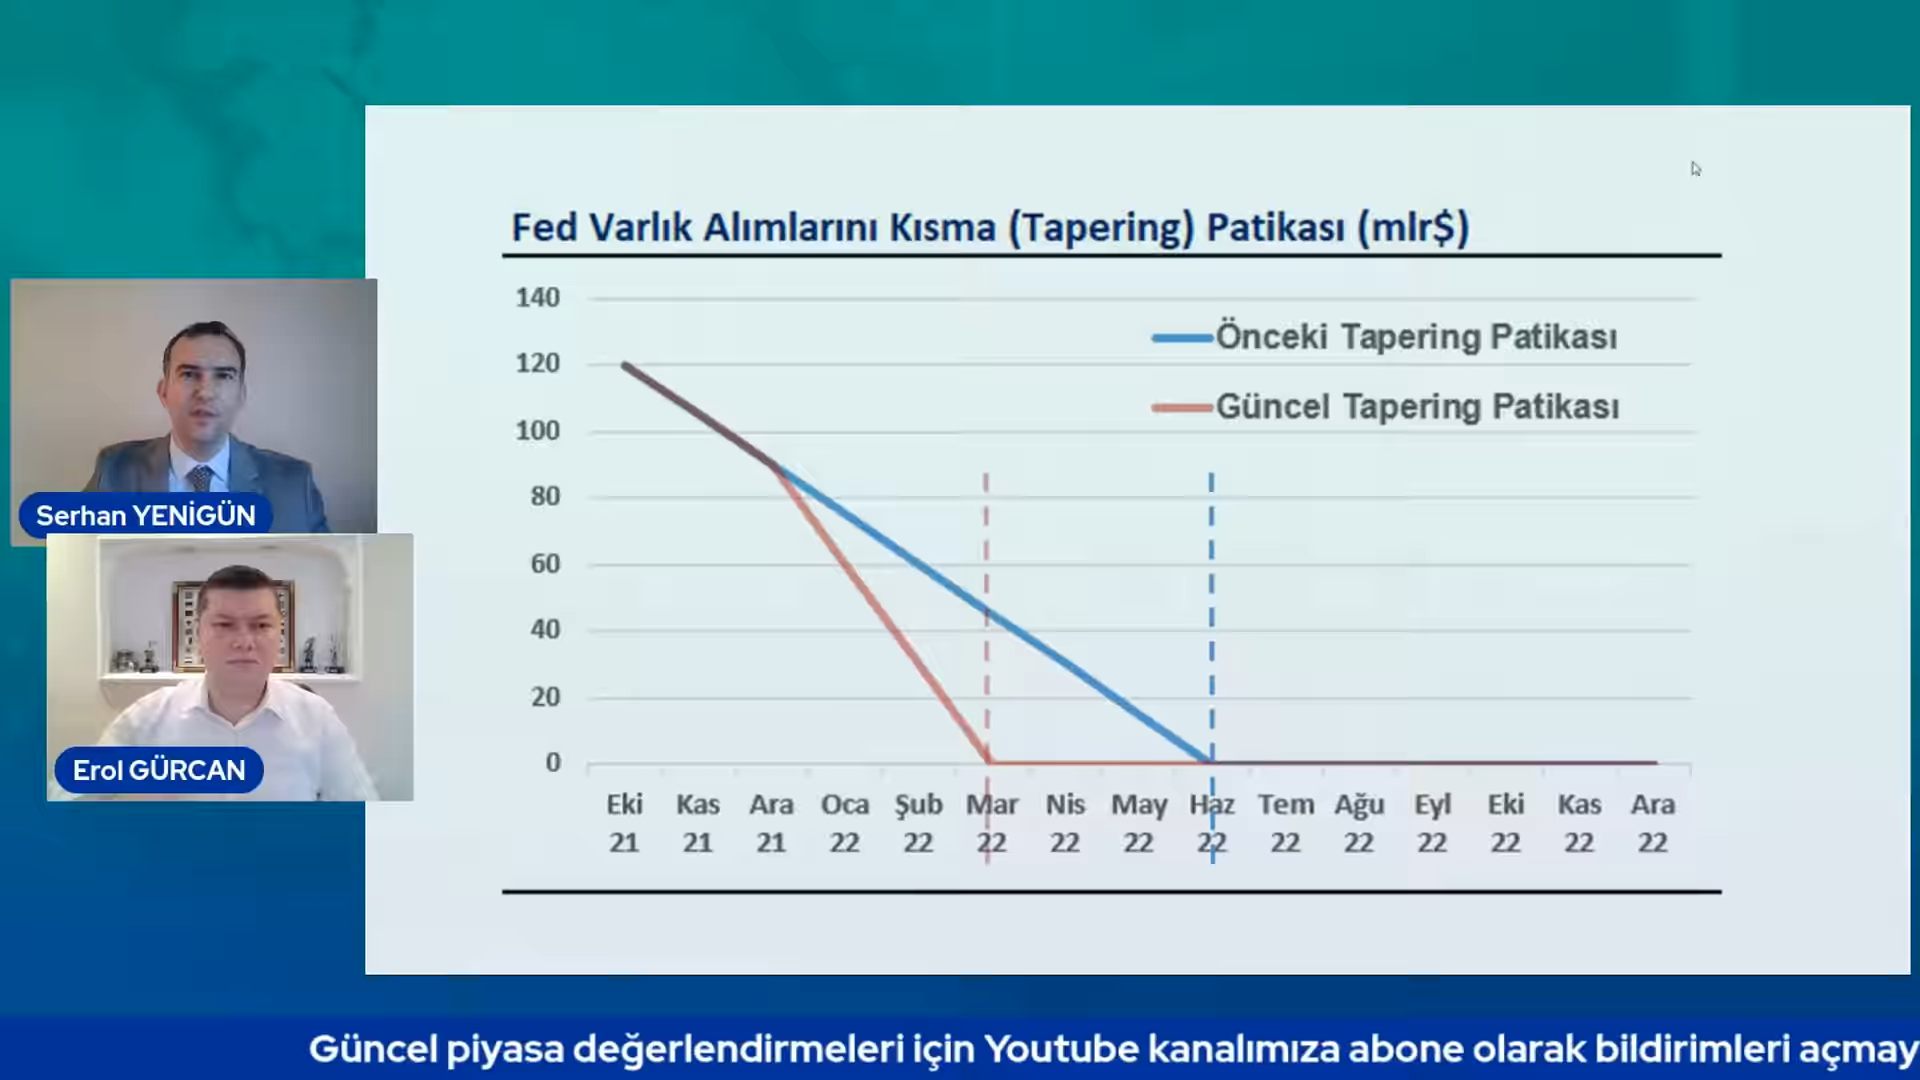 Fed Varlık Alımlarını Kısma (Tapering) Patikası (mlr$)
140
120
100
80
60
40
20
0
Önceki Tapering Patikası
Güncel Tapering Patikası
Eki Kas Ara Oca Şub Mar Nis May Haz Tem Ağu Eyl Eki Kas Ara
21 21 21 22 22 22 22 22 22 22 22 22 22 22 22
Serhan YENİGÜN
Erol GÜRCAN
Güncel piyasa değerlendirmeleri için Youtube kanalımıza abone olarak bildirimleri açmay